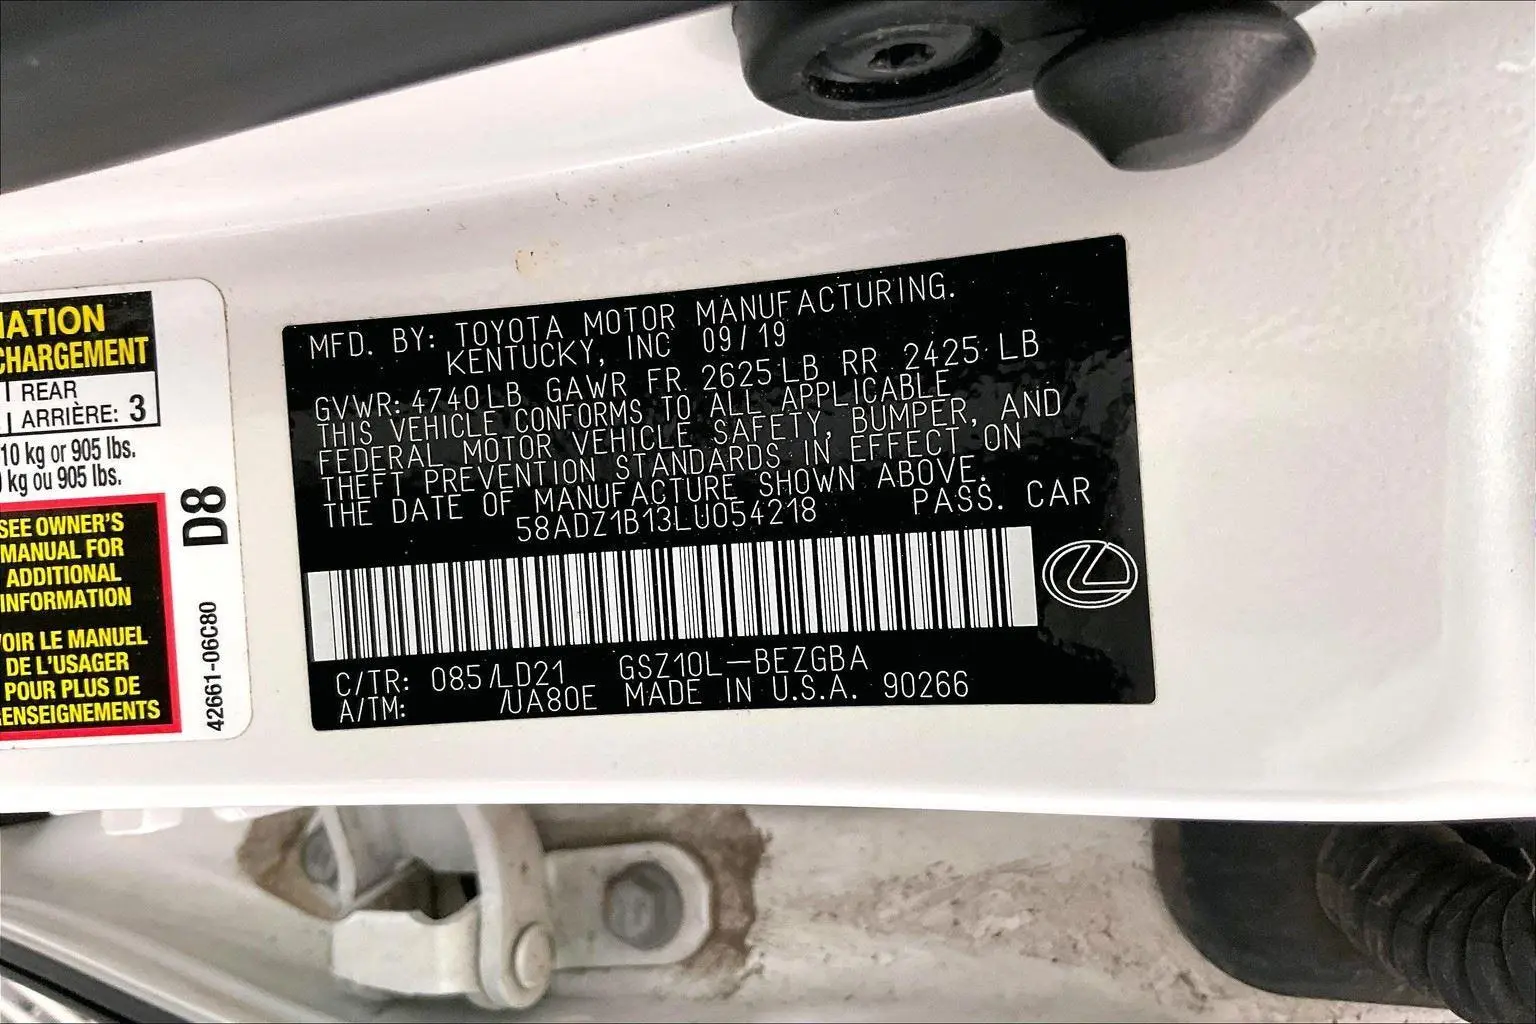 IATION
CHARGEMENT
REAR
ARRIÈRE: 3
10 kg or 905 lbs.
kg ou 905 lbs.
SEE OWNER'S
MANUAL FOR
ADDITIONAL
INFORMATION
OIR LE MANUEL
DE L'USAGER
POUR PLUS DE
ENSEIGNEMENTS
D8
42661-06C80
MFD. BY: TOYOTA MOTOR MANUFACTURING.
KENTUCKY, INC 09/19
GVWR: 4740LB GAWR FR 2625LB RR 2425 LB
THIS VEHICLE CONFORMS TO ALL APPLICABLE
FEDERAL MOTOR VEHICLE SAFETY, BUMPER, AND
THEFT PREVENTION STANDARDS IN EFFECT ON
THE DATE OF MANUFACTURE SHOWN ABOVE.
58ADZ1B13LU054218 PASS. CAR
C/TR: 085/LD21 GSZ10L-BEZGBA
A/TM: /UA80E MADE IN U.S.A. 90266